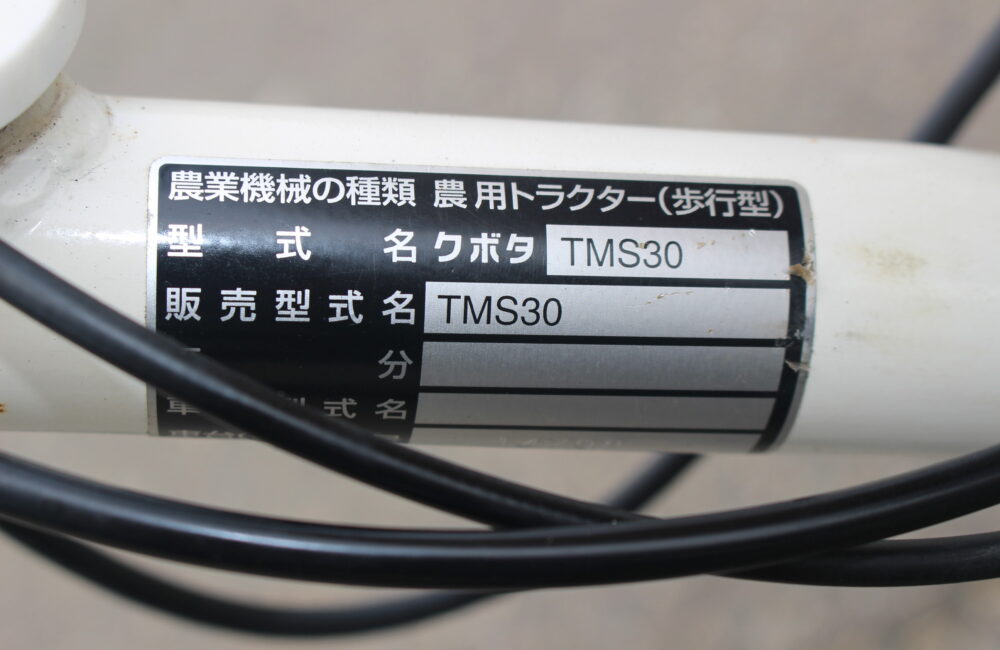 農業機械の種類 農用トラクター(歩行型)
型式名 クボタ TMS30
販売型式名 TMS30
分
型式名